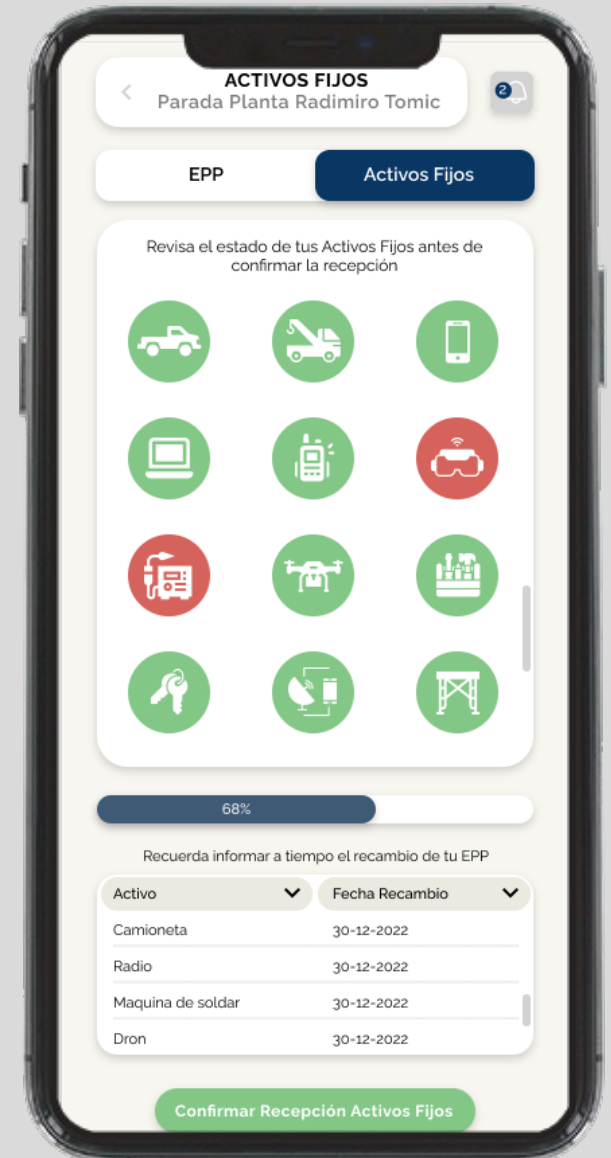 ACTIVOS FIJOS
Parada Planta Radimiro Tomic
2
EPP
Activos Fijos
Revisa el estado de tus Activos Fijos antes de
confirmar la recepción
68%
Recuerda informar a tiempo el recambio de tu EPP
Activo Fecha Recambio
Camioneta 30-12-2022
Radio 30-12-2022
Maquina de soldar 30-12-2022
Dron 30-12-2022
Confirmar Recepción Activos Fijos